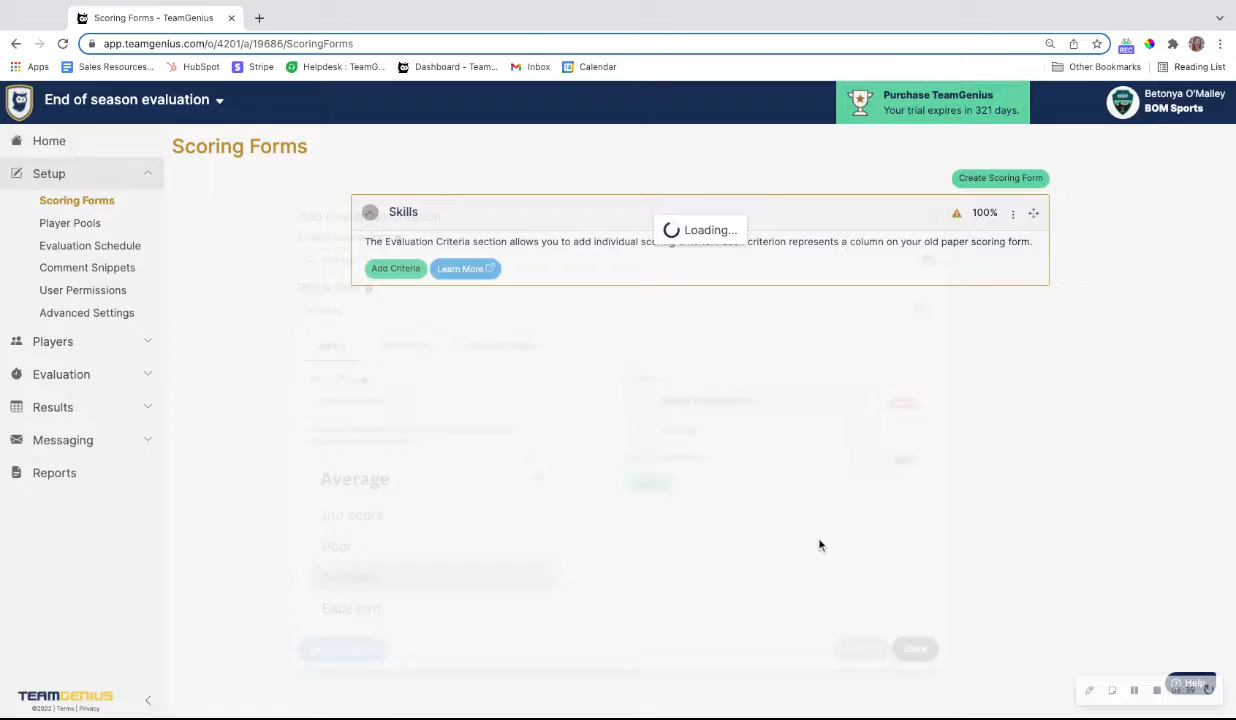 Scoring Forms - TeamGenius
app.teamgenius.com/o/4201/a/19686/ScoringForms
Apps Sales Resources... HubSpot Stripe Helpdesk : TeamG... Dashboard - Team... Inbox Calendar Other Bookmarks Reading List
REC
End of season evaluation
Purchase TeamGenius
Your trial expires in 321 days.
Betonya O'Malley
BOM Sports
Home
Setup
Scoring Forms
Player Pools
Evaluation Schedule
Comment Snippets
User Permissions
Advanced Settings
Players
Evaluation
Results
Messaging
Reports
TEAMGENIUS
©2022 | Terms | Privacy
Scoring Forms
Create Scoring Form
Skills
100%
Loading...
The Evaluation Criteria section allows you to add individual scoring criterion. Each criterion represents a column on your old paper scoring form.
Add Criteria
Learn More
Average
Poor
Excellent
Help